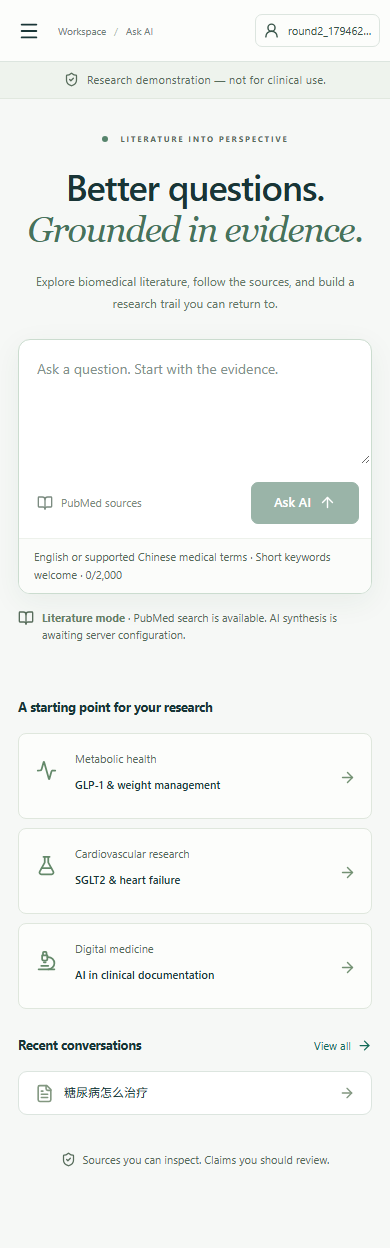 Workspace / Ask AI
round2_179462...
Research demonstration — not for clinical use.
LITERATURE INTO PERSPECTIVE
Better questions.
Grounded in evidence.
Explore biomedical literature, follow the sources, and build a
research trail you can return to.
Ask a question. Start with the evidence.
PubMed sources
Ask AI
English or supported Chinese medical terms · Short keywords
welcome · 0/2,000
Literature mode · PubMed search is available. AI synthesis is
awaiting server configuration.
A starting point for your research
Metabolic health
GLP-1 & weight management
Cardiovascular research
SGLT2 & heart failure
Digital medicine
AI in clinical documentation
Recent conversations
View all
糖尿病怎么治疗
Sources you can inspect. Claims you should review.